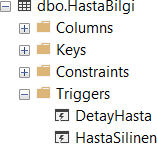 dbo.HastaBilgi
Columns
Keys
Constraints
Triggers
DetayHasta
HastaSilinen